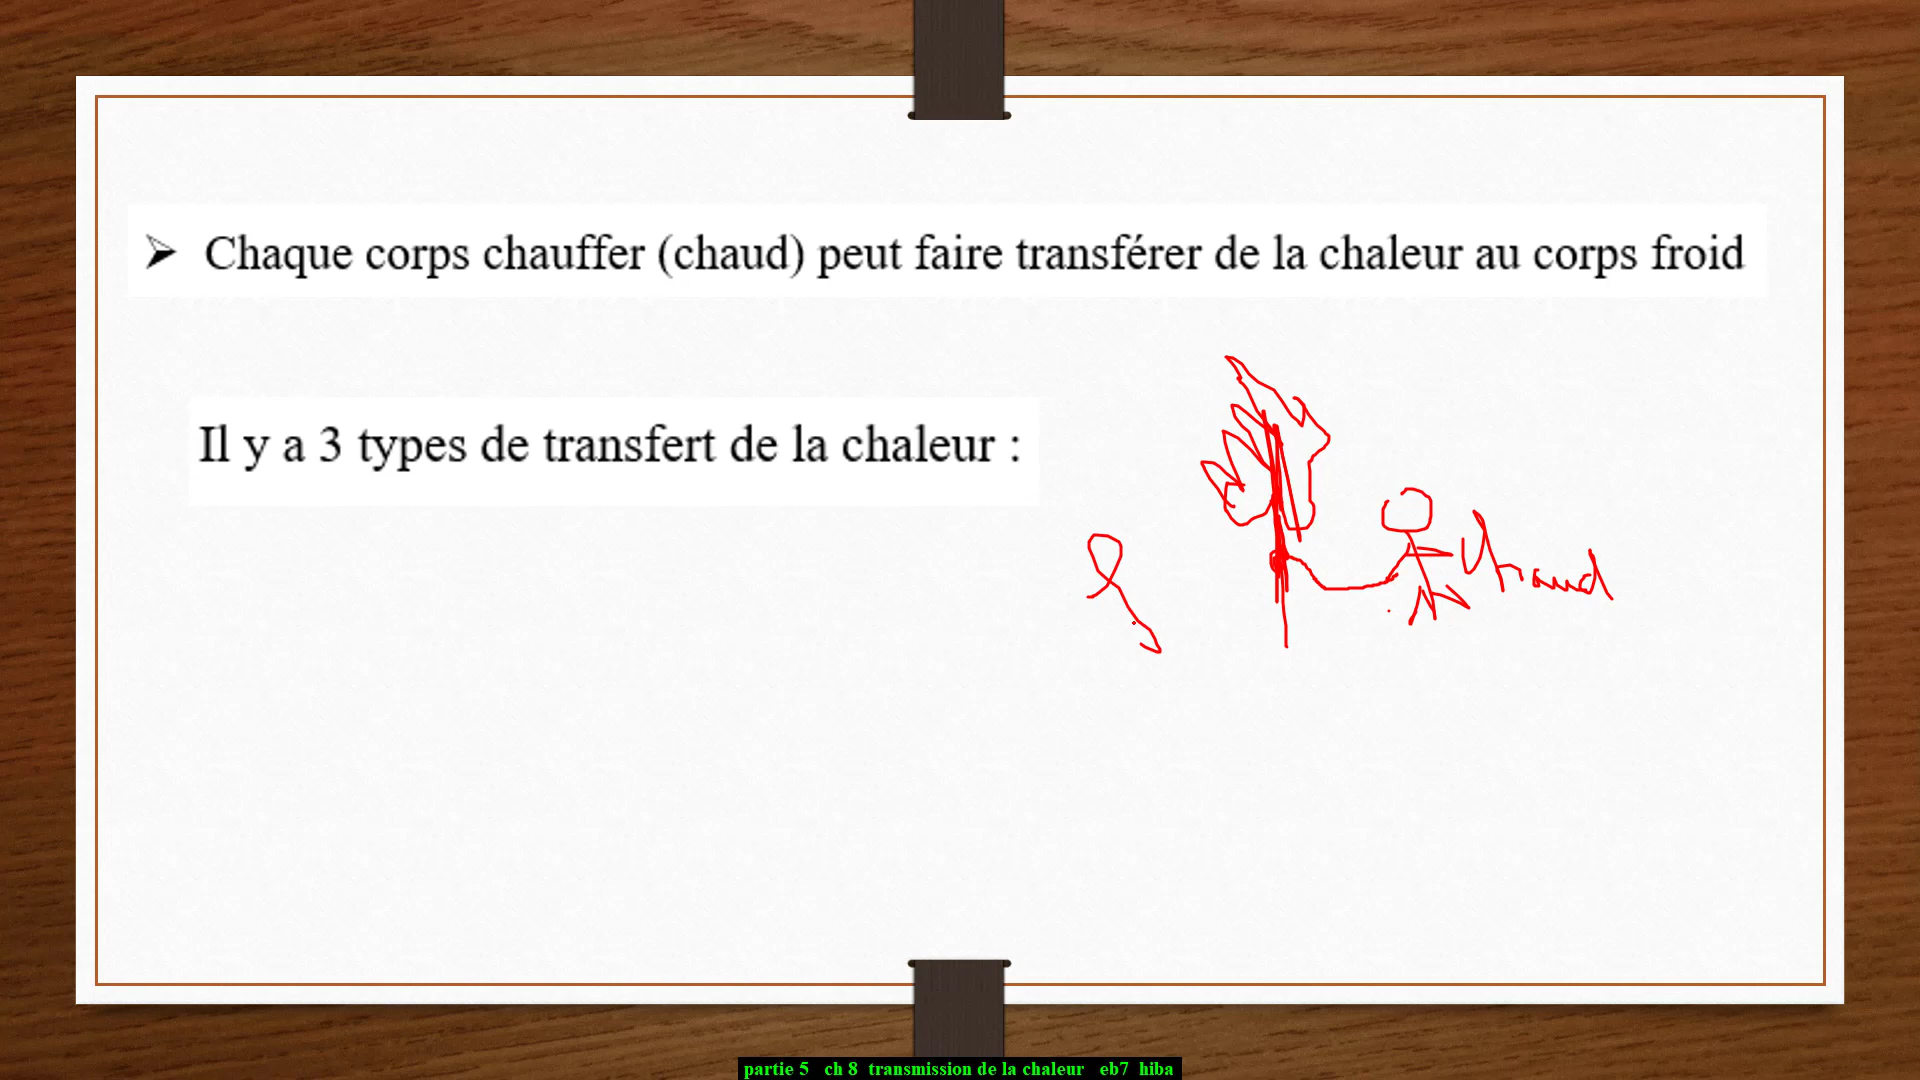 ➢ Chaque corps chauffer (chaud) peut faire transférer de la chaleur au corps froid
Il y a 3 types de transfert de la chaleur :
chaud
partie 5 ch 8 transmission de la chaleur eb7 hiba